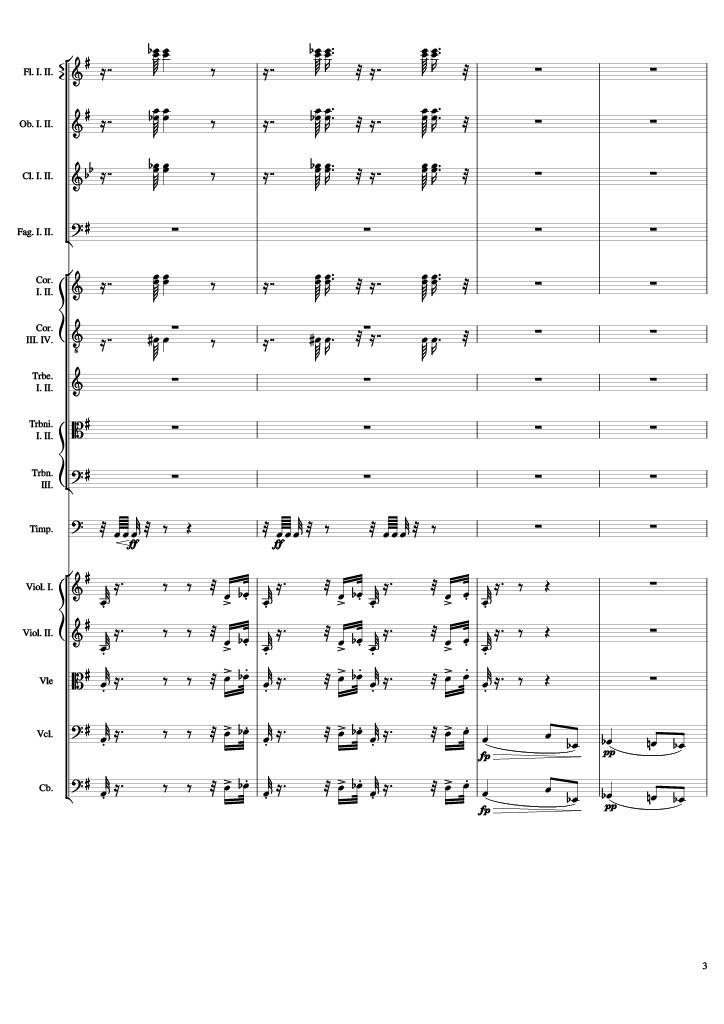 Fl. I. II.
Ob. I. II.
Cl. I. II.
Fag. I. II.
Cor.
I. II.
Cor.
III. IV.
Trbe.
I. II.
Trbni.
I. II.
Trbn.
III.
Timp.
ff
ff
Viol. I.
Viol. II.
Vle
Vcl.
fp
pp
Cb.
fp
pp
3